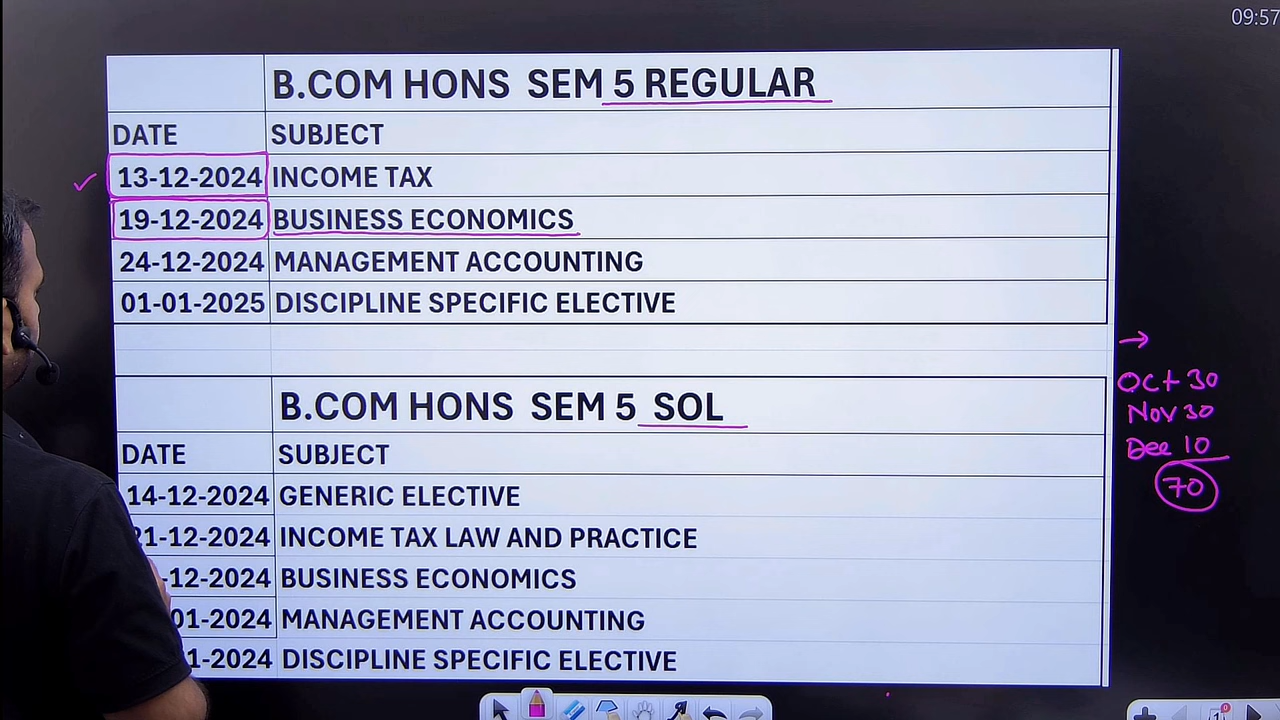 09:57
B.COM HONS SEM 5 REGULAR
DATE SUBJECT
13-12-2024 INCOME TAX
19-12-2024 BUSINESS ECONOMICS
24-12-2024 MANAGEMENT ACCOUNTING
01-01-2025 DISCIPLINE SPECIFIC ELECTIVE
B.COM HONS SEM 5 SOL
DATE SUBJECT
14-12-2024 GENERIC ELECTIVE
21-12-2024 INCOME TAX LAW AND PRACTICE
-12-2024 BUSINESS ECONOMICS
01-2024 MANAGEMENT ACCOUNTING
1-2024 DISCIPLINE SPECIFIC ELECTIVE
Oct 30
Nov 30
Dec 10
70